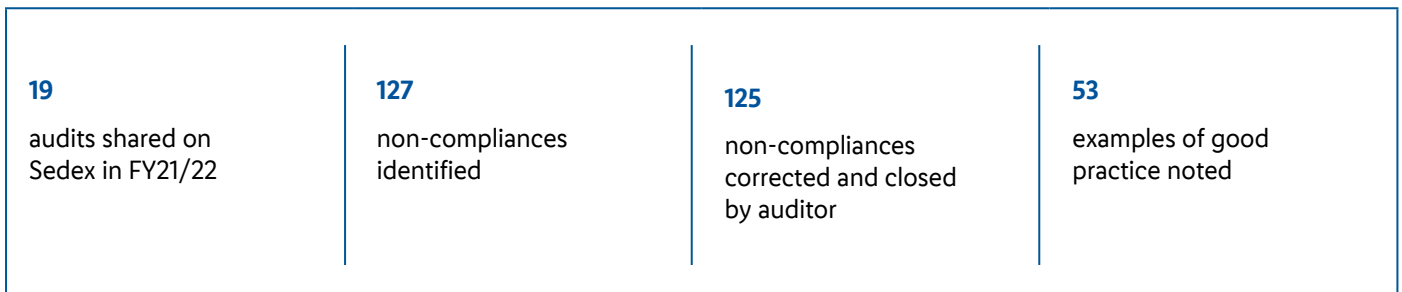 19
audits shared on
Sedex in FY21/22
127
non-compliances
identified
125
non-compliances
corrected and closed
by auditor
53
examples of good
practice noted